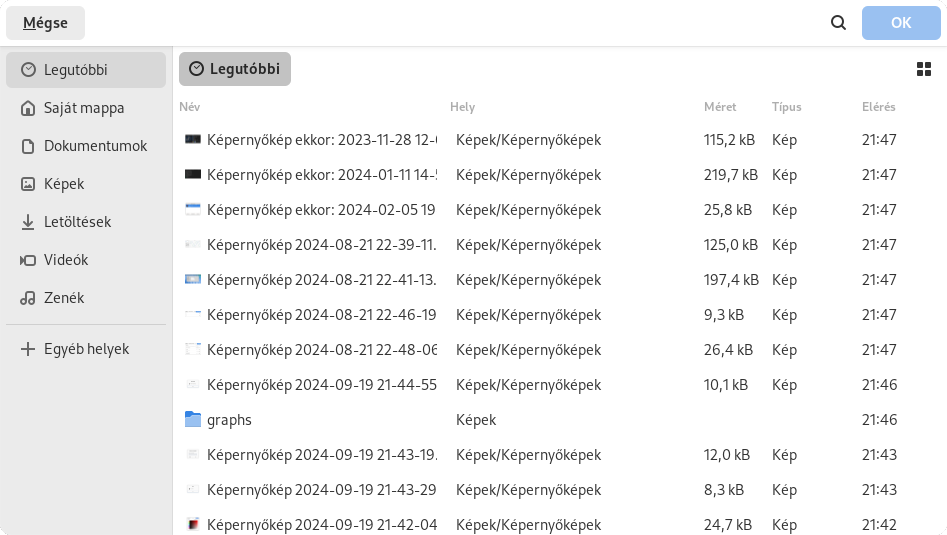 Mégse
OK
Legutóbbi
Saját mappa
Dokumentumok
Képek
Letöltések
Videók
Zenék
Egyéb helyek
Legutóbbi
Név Hely Méret Típus Elérés
Képernyőkép ekkor: 2023-11-28 12- Képek/Képernyőképek 115,2 kB Kép 21:47
Képernyőkép ekkor: 2024-01-11 14- Képek/Képernyőképek 219,7 kB Kép 21:47
Képernyőkép ekkor: 2024-02-05 19 Képek/Képernyőképek 25,8 kB Kép 21:47
Képernyőkép 2024-08-21 22-39-11. Képek/Képernyőképek 125,0 kB Kép 21:47
Képernyőkép 2024-08-21 22-41-13. Képek/Képernyőképek 197,4 kB Kép 21:47
Képernyőkép 2024-08-21 22-46-19 Képek/Képernyőképek 9,3 kB Kép 21:47
Képernyőkép 2024-08-21 22-48-06 Képek/Képernyőképek 26,4 kB Kép 21:47
Képernyőkép 2024-09-19 21-44-55 Képek/Képernyőképek 10,1 kB Kép 21:46
graphs Képek 21:46
Képernyőkép 2024-09-19 21-43-19. Képek/Képernyőképek 12,0 kB Kép 21:43
Képernyőkép 2024-09-19 21-43-29 Képek/Képernyőképek 8,3 kB Kép 21:43
Képernyőkép 2024-09-19 21-42-04 Képek/Képernyőképek 24,7 kB Kép 21:42